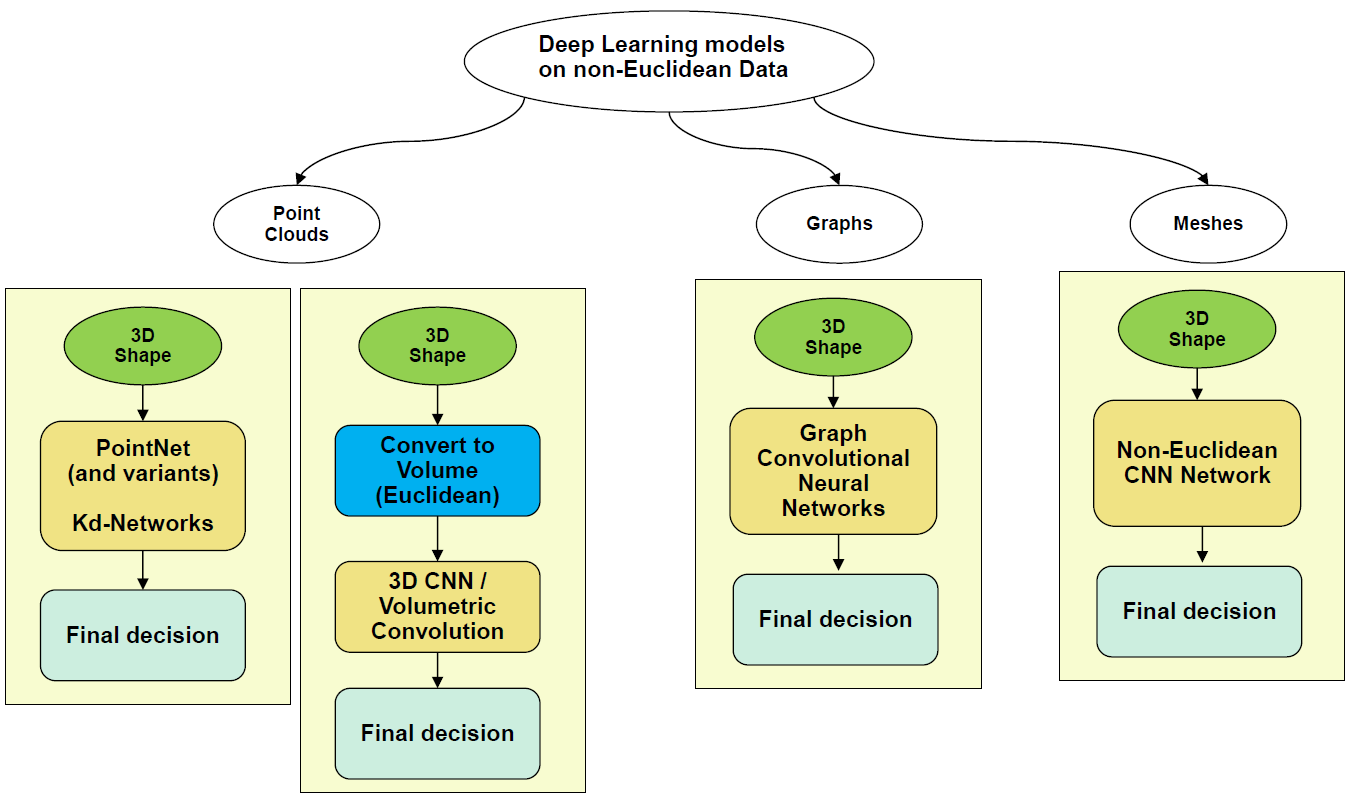 Deep Learning models
on non-Euclidean Data
Point
Clouds
Graphs
Meshes
3D
Shape
PointNet
(and variants)
Kd-Networks
Final decision
3D
Shape
Convert to
Volume
(Euclidean)
3D CNN /
Volumetric
Convolution
Final decision
3D
Shape
Graph
Convolutional
Neural
Networks
Final decision
3D
Shape
Non-Euclidean
CNN Network
Final decision